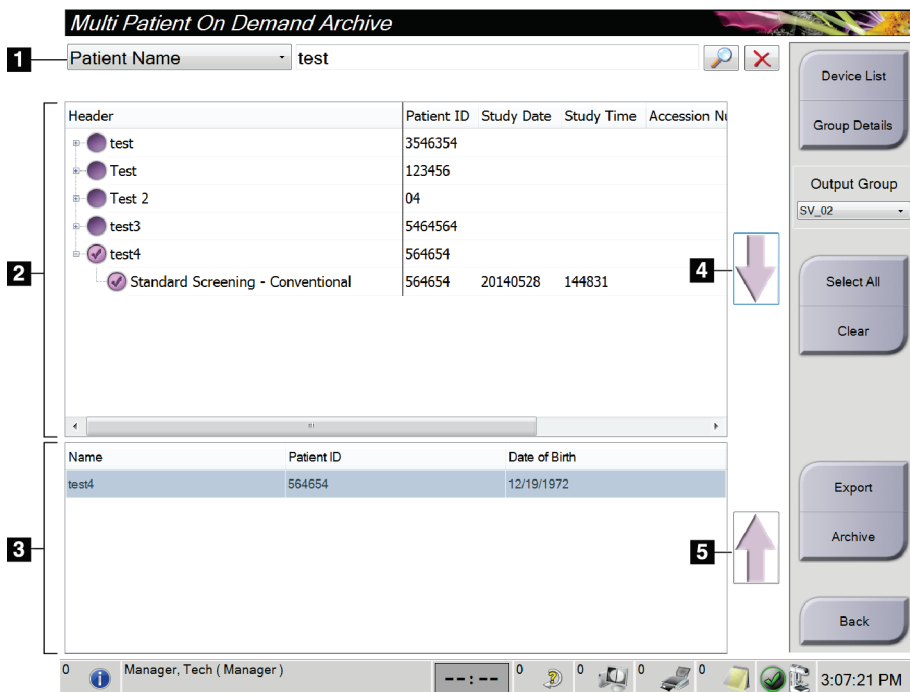 Multi Patient On Demand Archive
1 Patient Name test
Device List
Group Details
Output Group
SV_02
Select All
Clear
Export
Archive
Back
2
Header Patient ID Study Date Study Time Accession Nu
test 3546354
Test 123456
Test 2 04
test3 5464564
test4 564654
Standard Screening - Conventional 564654 20140528 144831
4
3
Name Patient ID Date of Birth
test4 564654 12/19/1972
5
0 Manager, Tech ( Manager ) --:-- 0 0 0 0 3:07:21 PM